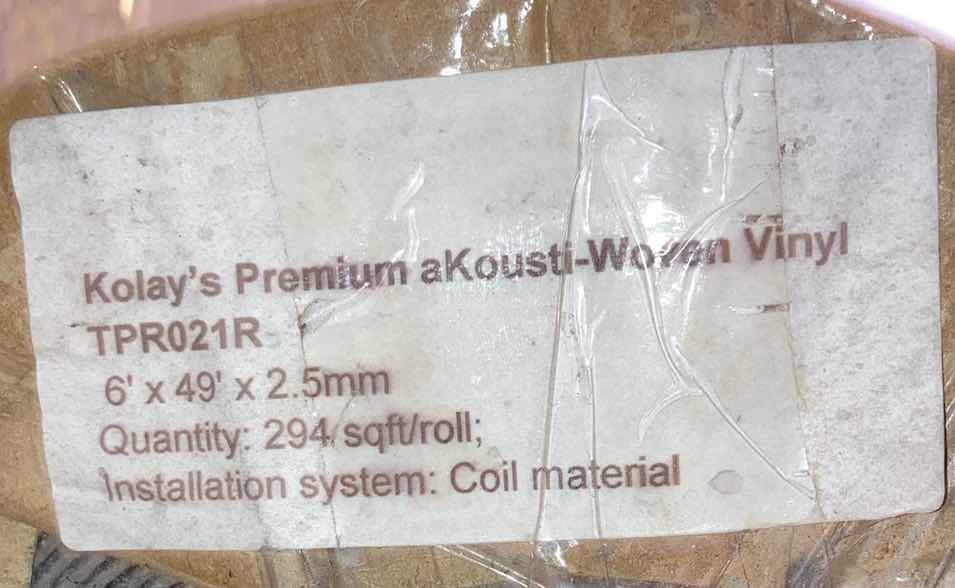 Kolay's Premium aKousti-Woven Vinyl
TPR021R
6' x 49' x 2.5mm
Quantity: 294 sqft/roll;
Installation system: Coil material